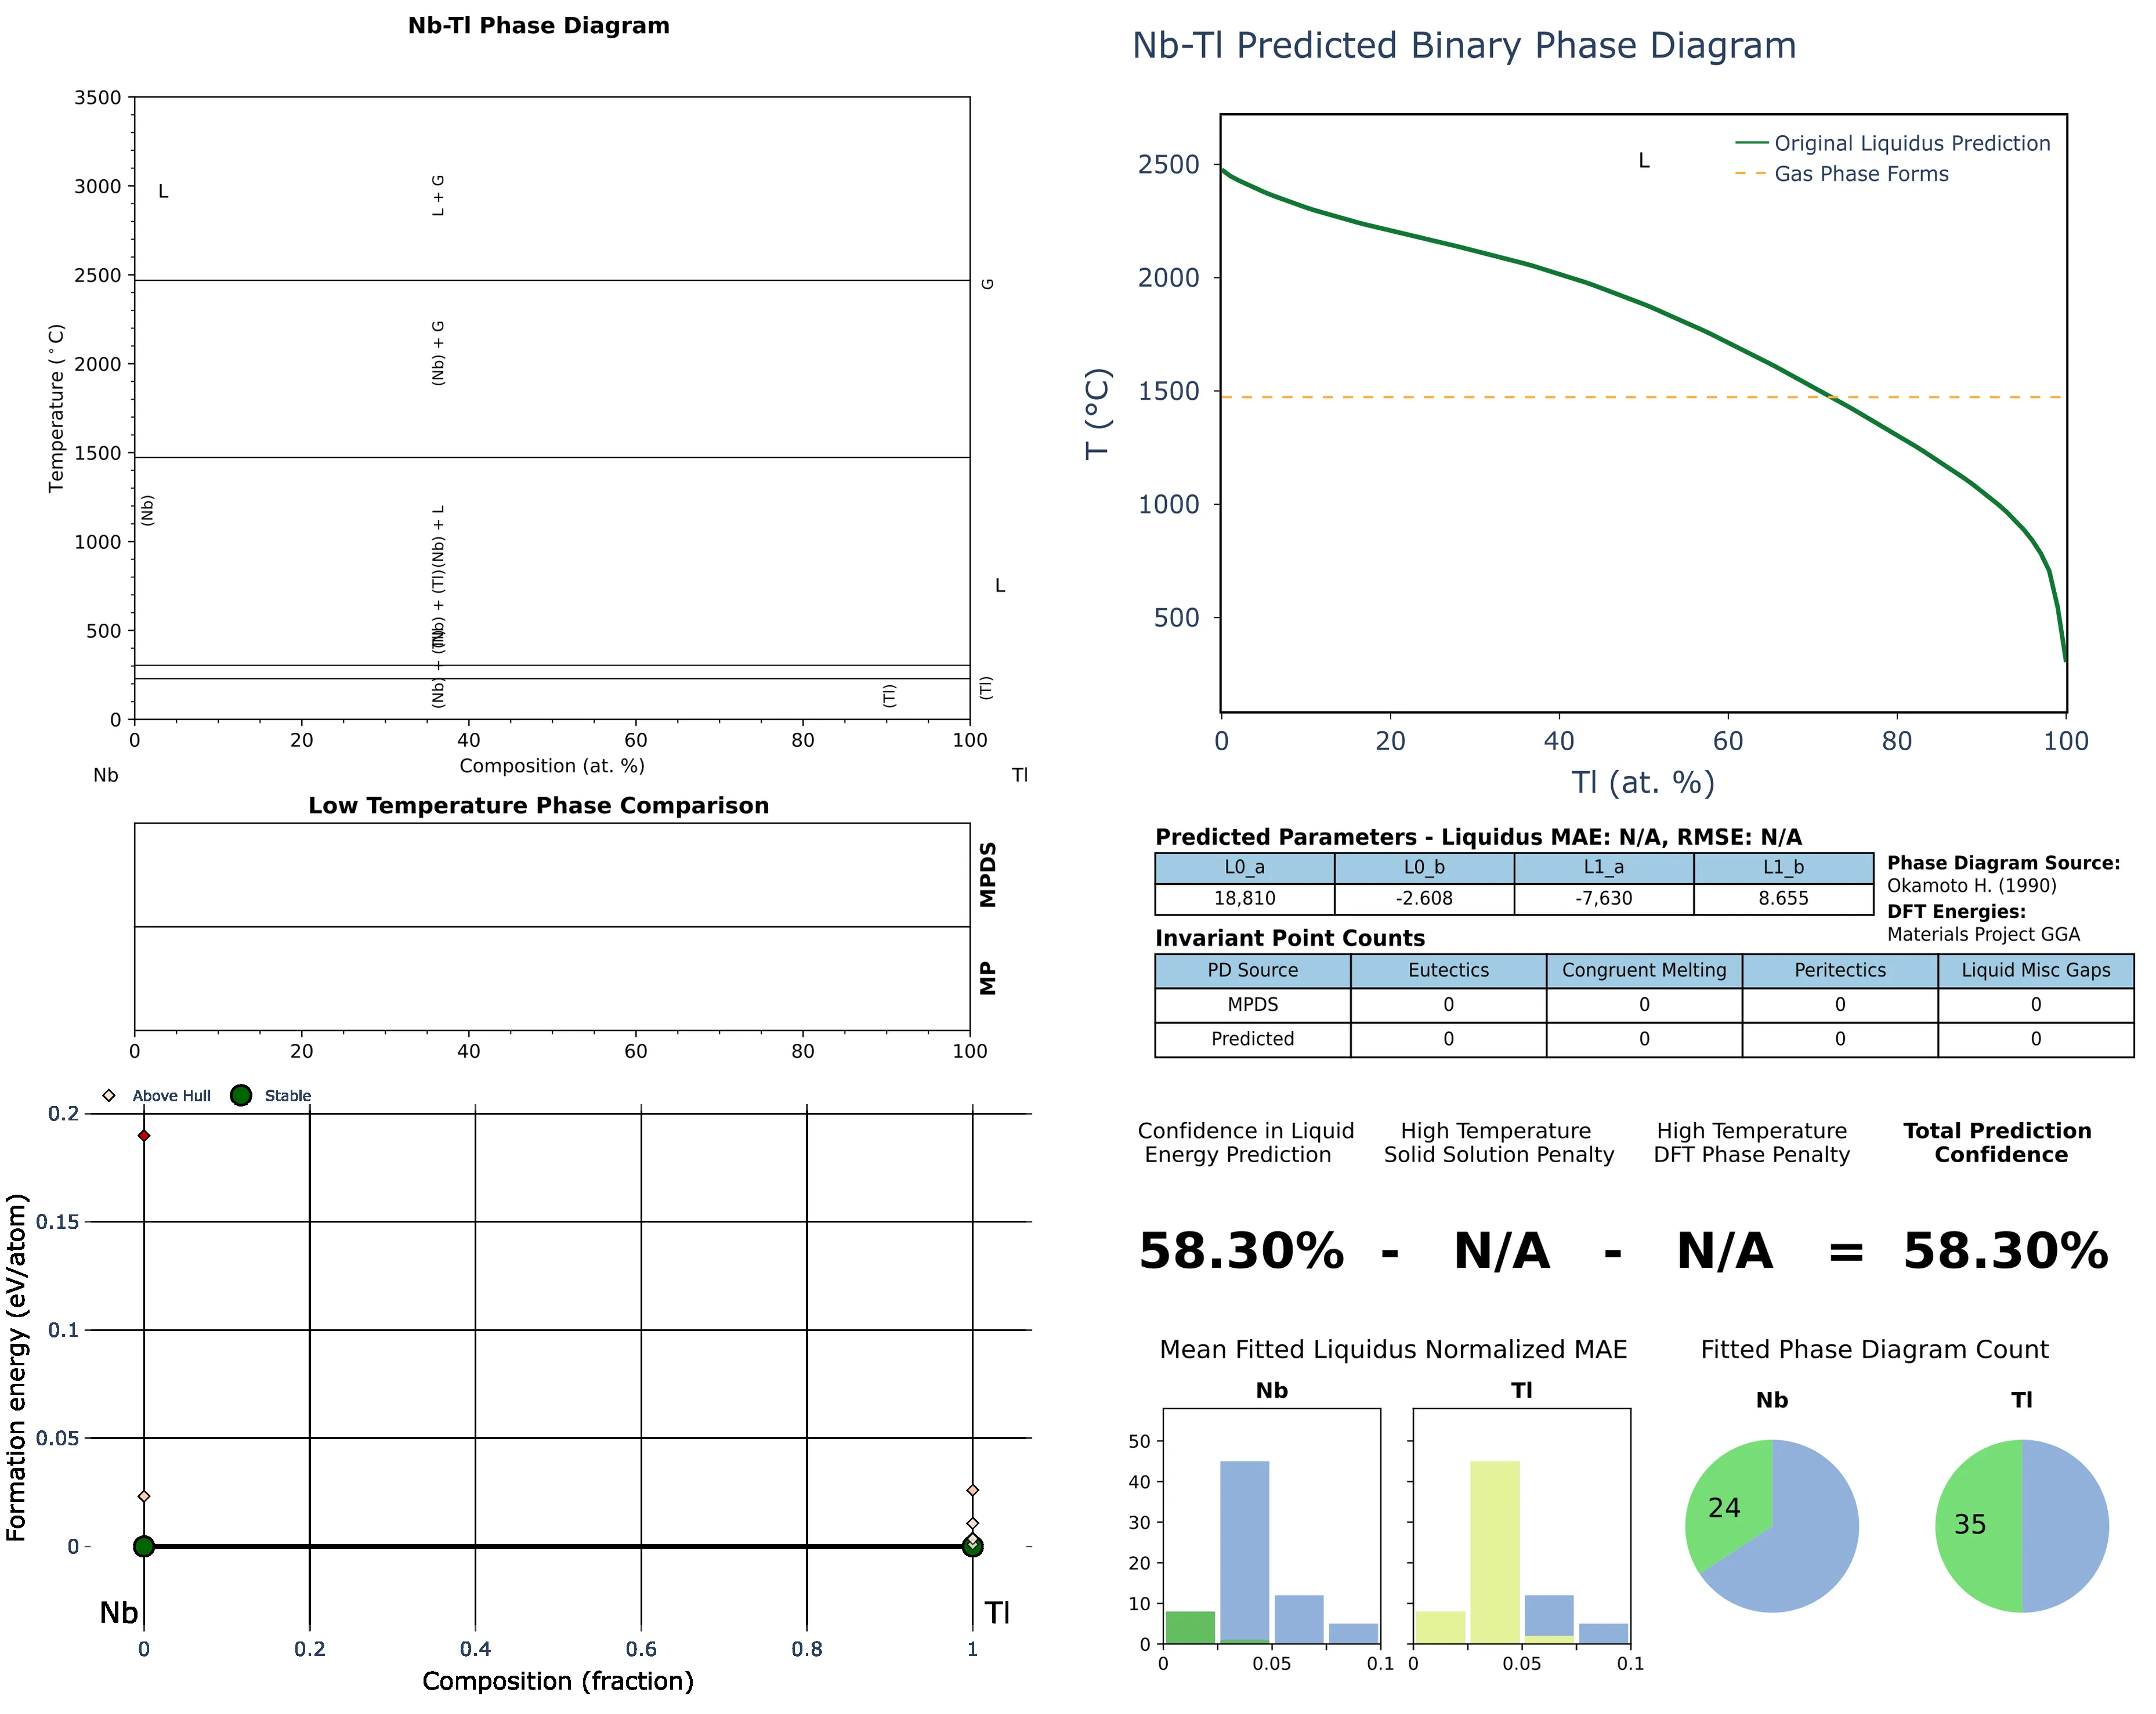 Nb-Tl Phase Diagram
3500
3000
2500
2000
1500
1000
500
0
Temperature (°C)
L
L + G
G
(Nb) + G
(Nb)
(Nb) + L
L
(Nb) + (Tl)
(Nb) + (Tl)
(Tl)
(Tl)
0 20 40 60 80 100
Composition (at. %)
Nb Tl
Low Temperature Phase Comparison
MPDS
MP
0 20 40 60 80 100
Above Hull Stable
0.2
0.15
0.1
0.05
0
Formation energy (eV/atom)
Nb Tl
0 0.2 0.4 0.6 0.8 1
Composition (fraction)
Nb-Tl Predicted Binary Phase Diagram
L
Original Liquidus Prediction
Gas Phase Forms
2500
2000
1500
1000
500
T (°C)
0 20 40 60 80 100
Tl (at. %)
Predicted Parameters - Liquidus MAE: N/A, RMSE: N/A
L0_a L0_b L1_a L1_b
18,810 -2.608 -7,630 8.655
Phase Diagram Source:
Okamoto H. (1990)
DFT Energies:
Materials Project GGA
Invariant Point Counts
PD Source Eutectics Congruent Melting Peritectics Liquid Misc Gaps
MPDS 0 0 0 0
Predicted 0 0 0 0
Confidence in Liquid
Energy Prediction
High Temperature
Solid Solution Penalty
High Temperature
DFT Phase Penalty
Total Prediction
Confidence
58.30% - N/A - N/A = 58.30%
Mean Fitted Liquidus Normalized MAE
Nb Tl
50
40
30
20
10
0
0 0.05 0.1 0 0.05 0.1
Fitted Phase Diagram Count
Nb Tl
24 35